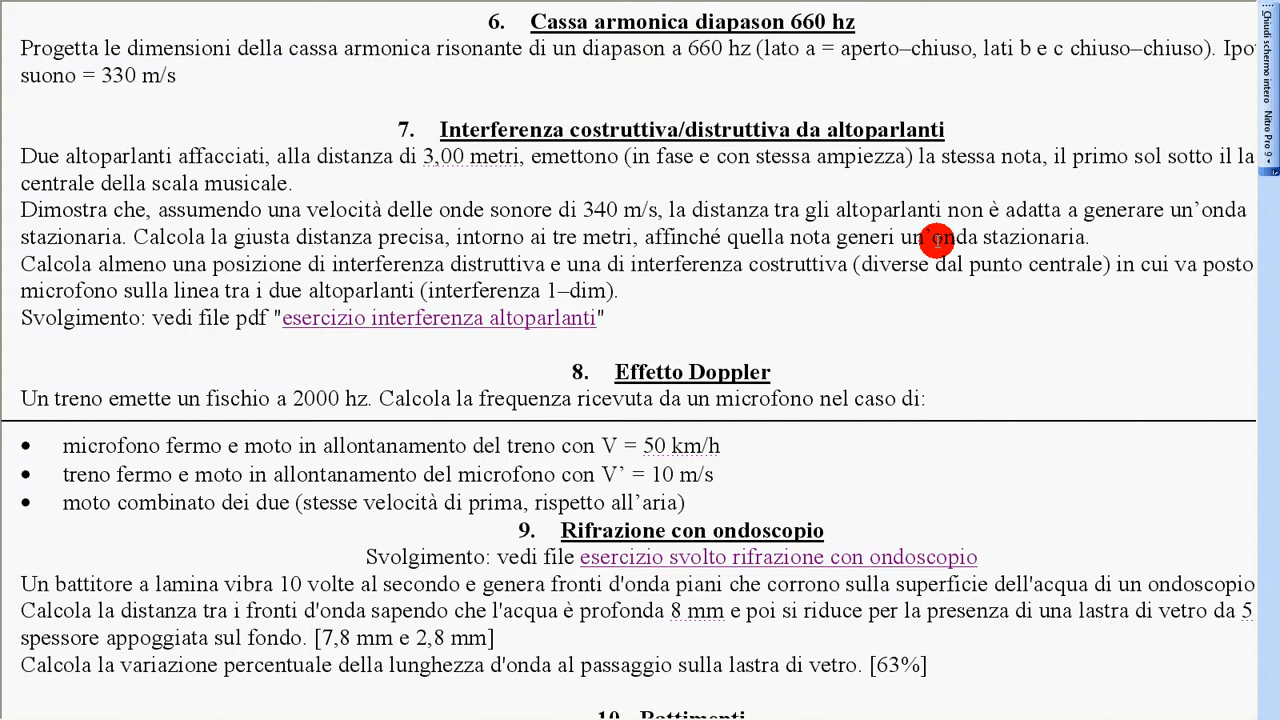 6. Cassa armonica diapason 660 hz
Progetta le dimensioni della cassa armonica risonante di un diapason a 660 hz (lato a = aperto–chiuso, lati b e c chiuso–chiuso).
suono = 330 m/s
7. Interferenza costruttiva/distruttiva da altoparlanti
Due altoparlanti affacciati, alla distanza di 3,00 metri, emettono (in fase e con stessa ampiezza) la stessa nota, il primo sol sotto il la
centrale della scala musicale.
Dimostra che, assumendo una velocità delle onde sonore di 340 m/s, la distanza tra gli altoparlanti non è adatta a generare un’onda
stazionaria. Calcola la giusta distanza precisa, intorno ai tre metri, affinché quella nota generi un’onda stazionaria.
Calcola almeno una posizione di interferenza distruttiva e una di interferenza costruttiva (diverse dal punto centrale) in cui va posto
microfono sulla linea tra i due altoparlanti (interferenza 1–dim).
Svolgimento: vedi file pdf "esercizio interferenza altoparlanti"
8. Effetto Doppler
Un treno emette un fischio a 2000 hz. Calcola la frequenza ricevuta da un microfono nel caso di:
• microfono fermo e moto in allontanamento del treno con V = 50 km/h
• treno fermo e moto in allontanamento del microfono con V’ = 10 m/s
• moto combinato dei due (stesse velocità di prima, rispetto all’aria)
9. Rifrazione con ondoscopio
Svolgimento: vedi file esercizio svolto rifrazione con ondoscopio
Un battitore a lamina vibra 10 volte al secondo e genera fronti d'onda piani che corrono sulla superficie dell'acqua di un ondoscopio
Calcola la distanza tra i fronti d'onda sapendo che l'acqua è profonda 8 mm e poi si riduce per la presenza di una lastra di vetro da 5
spessore appoggiata sul fondo. [7,8 mm e 2,8 mm]
Calcola la variazione percentuale della lunghezza d'onda al passaggio sulla lastra di vetro. [63%]
10. Battimenti
Chiudi schermo intero Nitro Pro 9